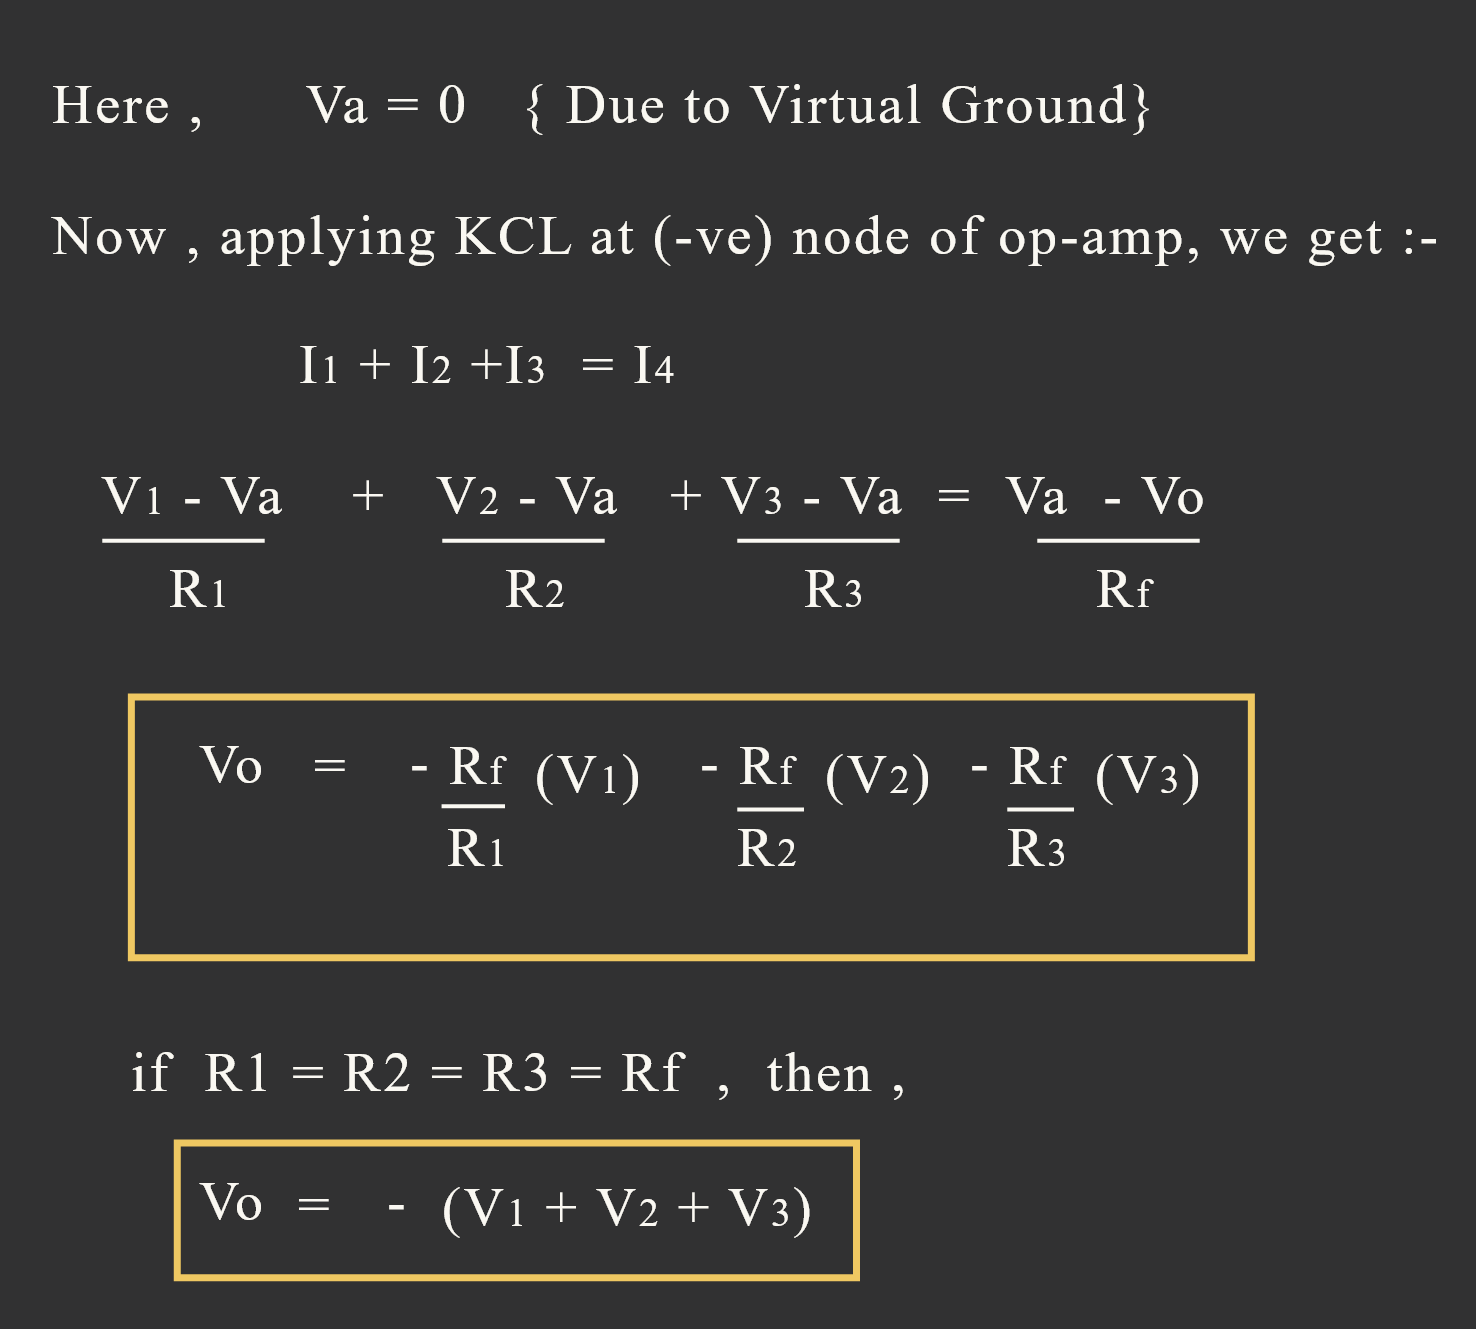 Here ,    Va = 0   { Due to Virtual Ground}
Now , applying KCL at (-ve) node of op-amp, we get :-
I1 + I2 +I3  = I4
V1 - Va   +   V2 - Va   + V3 - Va  =  Va  - Vo
R1   R2   R3   Rf
Vo   =   - Rf (V1)   - Rf (V2)   - Rf (V3)
R1   R2   R3
if  R1 = R2 = R3 = Rf  ,  then ,
Vo  =   -  (V1 + V2 + V3)